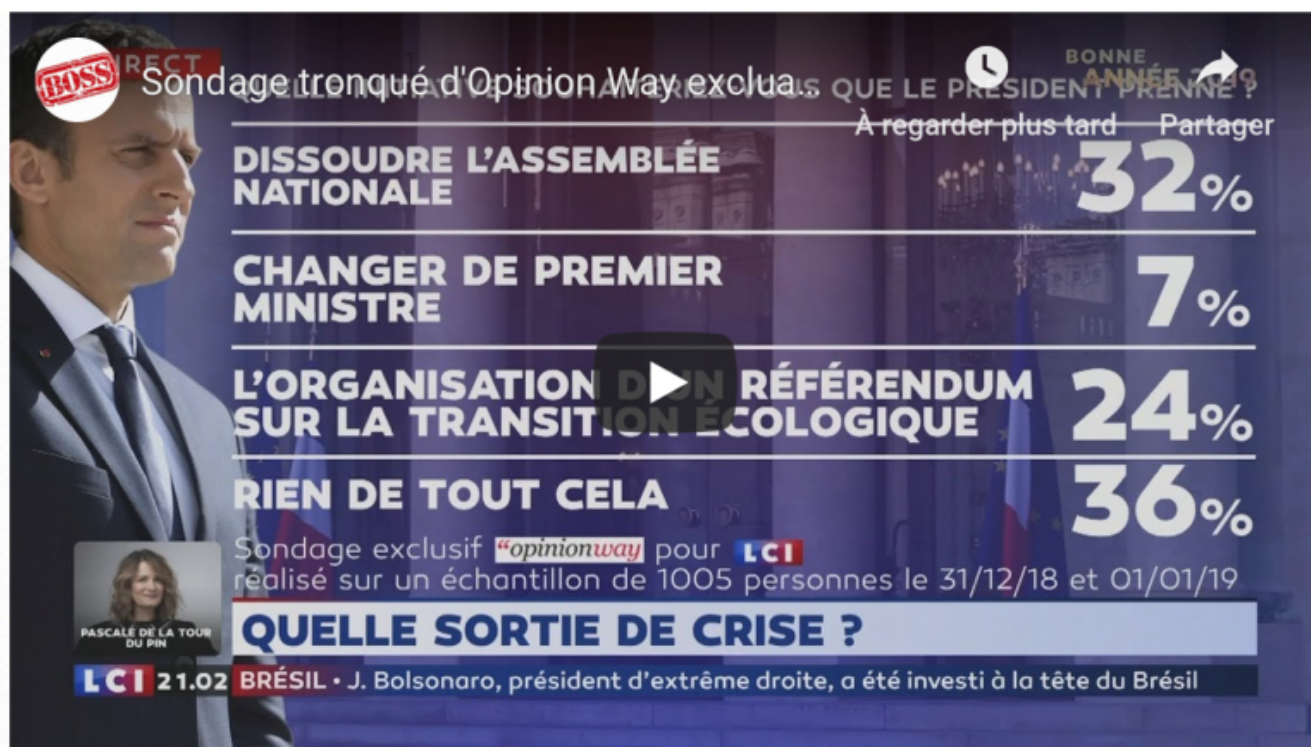 BOSS
DIRECT
Sondage tronqué d'Opinion Way exclua...
BONNE
ANNÉE 2019
QUE LE PRÉSIDENT PRENNE ?
À regarder plus tard
Partager
DISSOUDRE L'ASSEMBLÉE
NATIONALE
32%
CHANGER DE PREMIER
MINISTRE
7%
L'ORGANISATION D'UN RÉFÉRENDUM
SUR LA TRANSITION ÉCOLOGIQUE
24%
RIEN DE TOUT CELA
36%
Sondage exclusif “opinionway pour LCI
réalisé sur un échantillon de 1005 personnes le 31/12/18 et 01/01/19
PASCALE DE LA TOUR
DU PIN
QUELLE SORTIE DE CRISE ?
LCI 21.02 BRÉSIL • J. Bolsonaro, président d'extrême droite, a été investi à la tête du Brésil